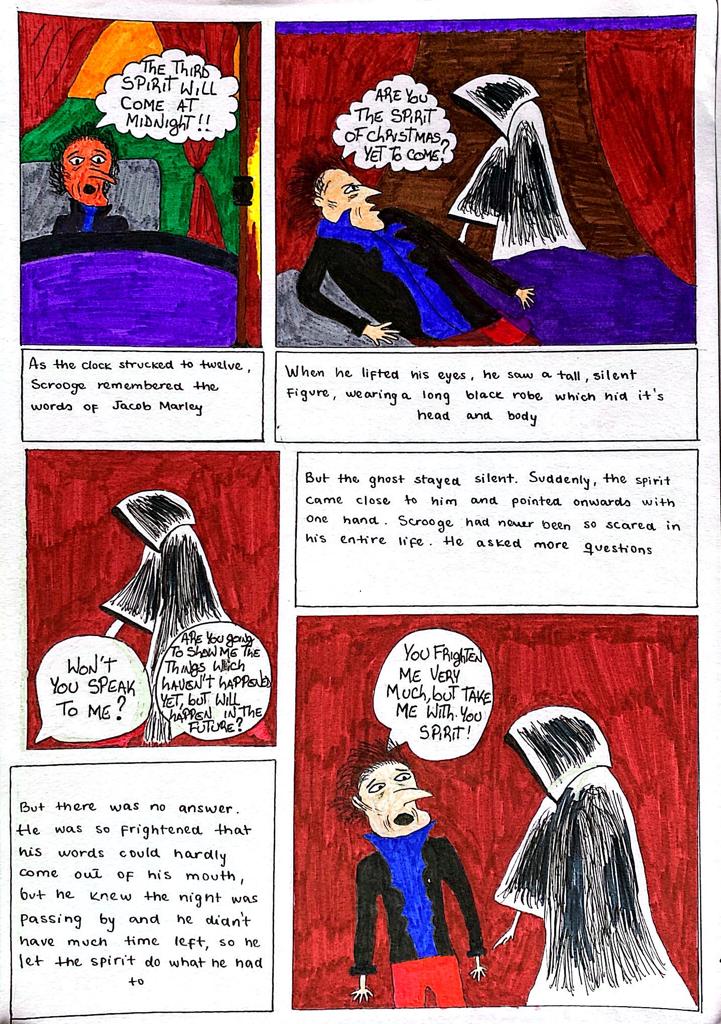 THE THIRD
SPIRIT WILL
COME AT
MIDNIGHT!!
ARE YOU
THE SPIRIT
OF CHRISTMAS
YET TO COME?
As the clock strucked to twelve,
Scrooge remembered the
words of Jacob Marley
When he lifted his eyes, he saw a tall, silent
Figure, wearing a long black robe which hid it's
head and body
WON'T
YOU SPEAK
TO ME?
ARE YOU GOING
TO SHOW ME THE
THINGS WHICH
HAVEN'T HAPPENED
YET, BUT WILL
HAPPEN IN THE
FUTURE?
But the ghost stayed silent. Suddenly, the spirit
came close to him and pointed onwards with
one hand. Scrooge had never been so scared in
his entire life. He asked more questions
But there was no answer.
He was so frightened that
his words could hardly
come out of his mouth,
but he knew the night was
passing by and he didn't
have much time left, so he
let the spirit do what he had
to
YOU FRIGHTEN
ME VERY
MUCH, BUT TAKE
ME WITH YOU
SPIRIT!